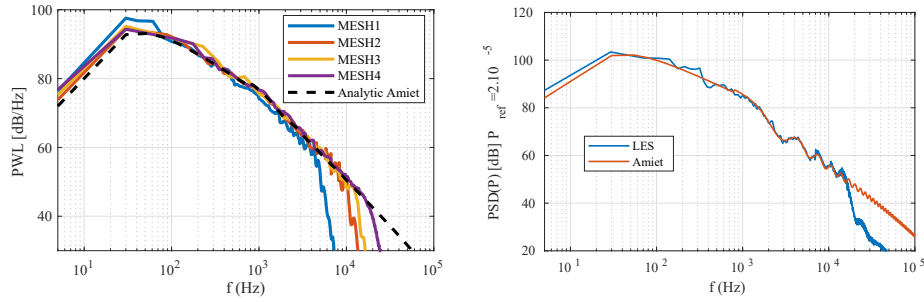 PWL [dB/Hz]
100
80
60
40
MESH1
MESH2
MESH3
MESH4
Analytic Amiet
10^1 10^2 10^3 10^4 10^5
f (Hz)
PSD(P) [dB] P_ref =2.10^-5
100
80
60
40
20
LES
Amiet
10^1 10^2 10^3 10^4 10^5
f (Hz)